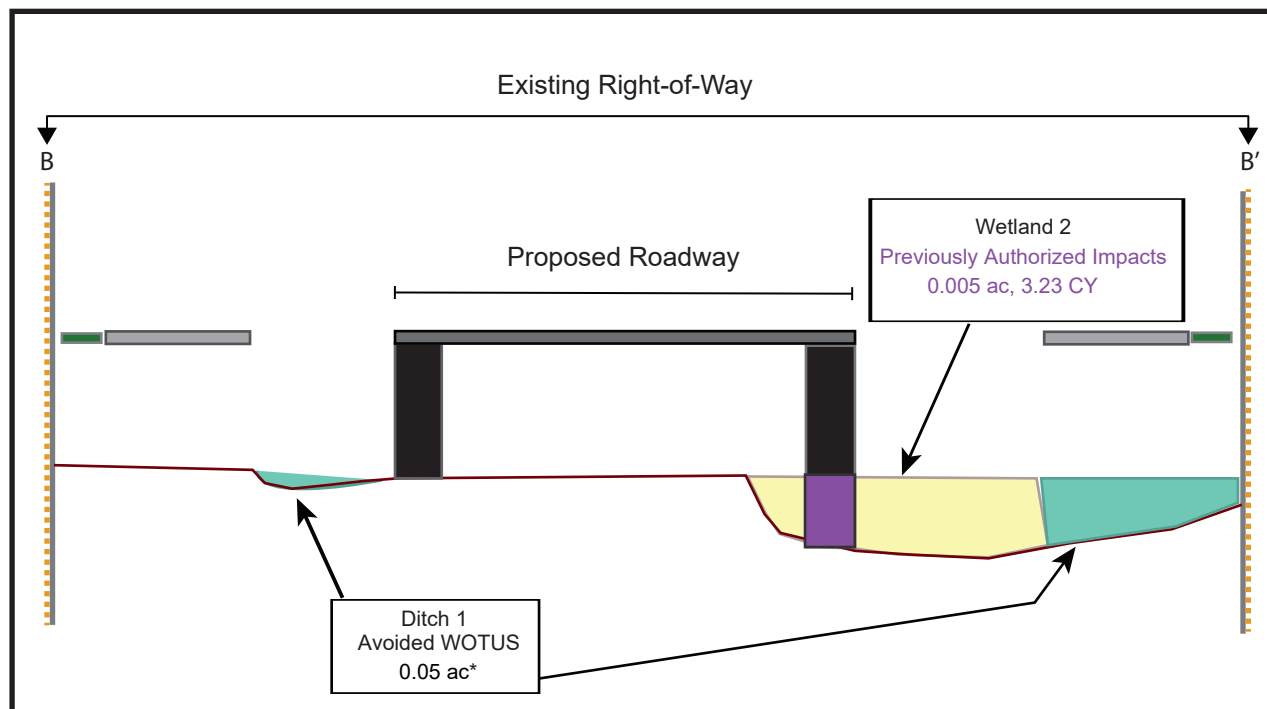 Existing Right-of-Way
B
B′
Wetland 2
Previously Authorized Impacts
0.005 ac, 3.23 CY
Proposed Roadway
Ditch 1
Avoided WOTUS
0.05 ac*